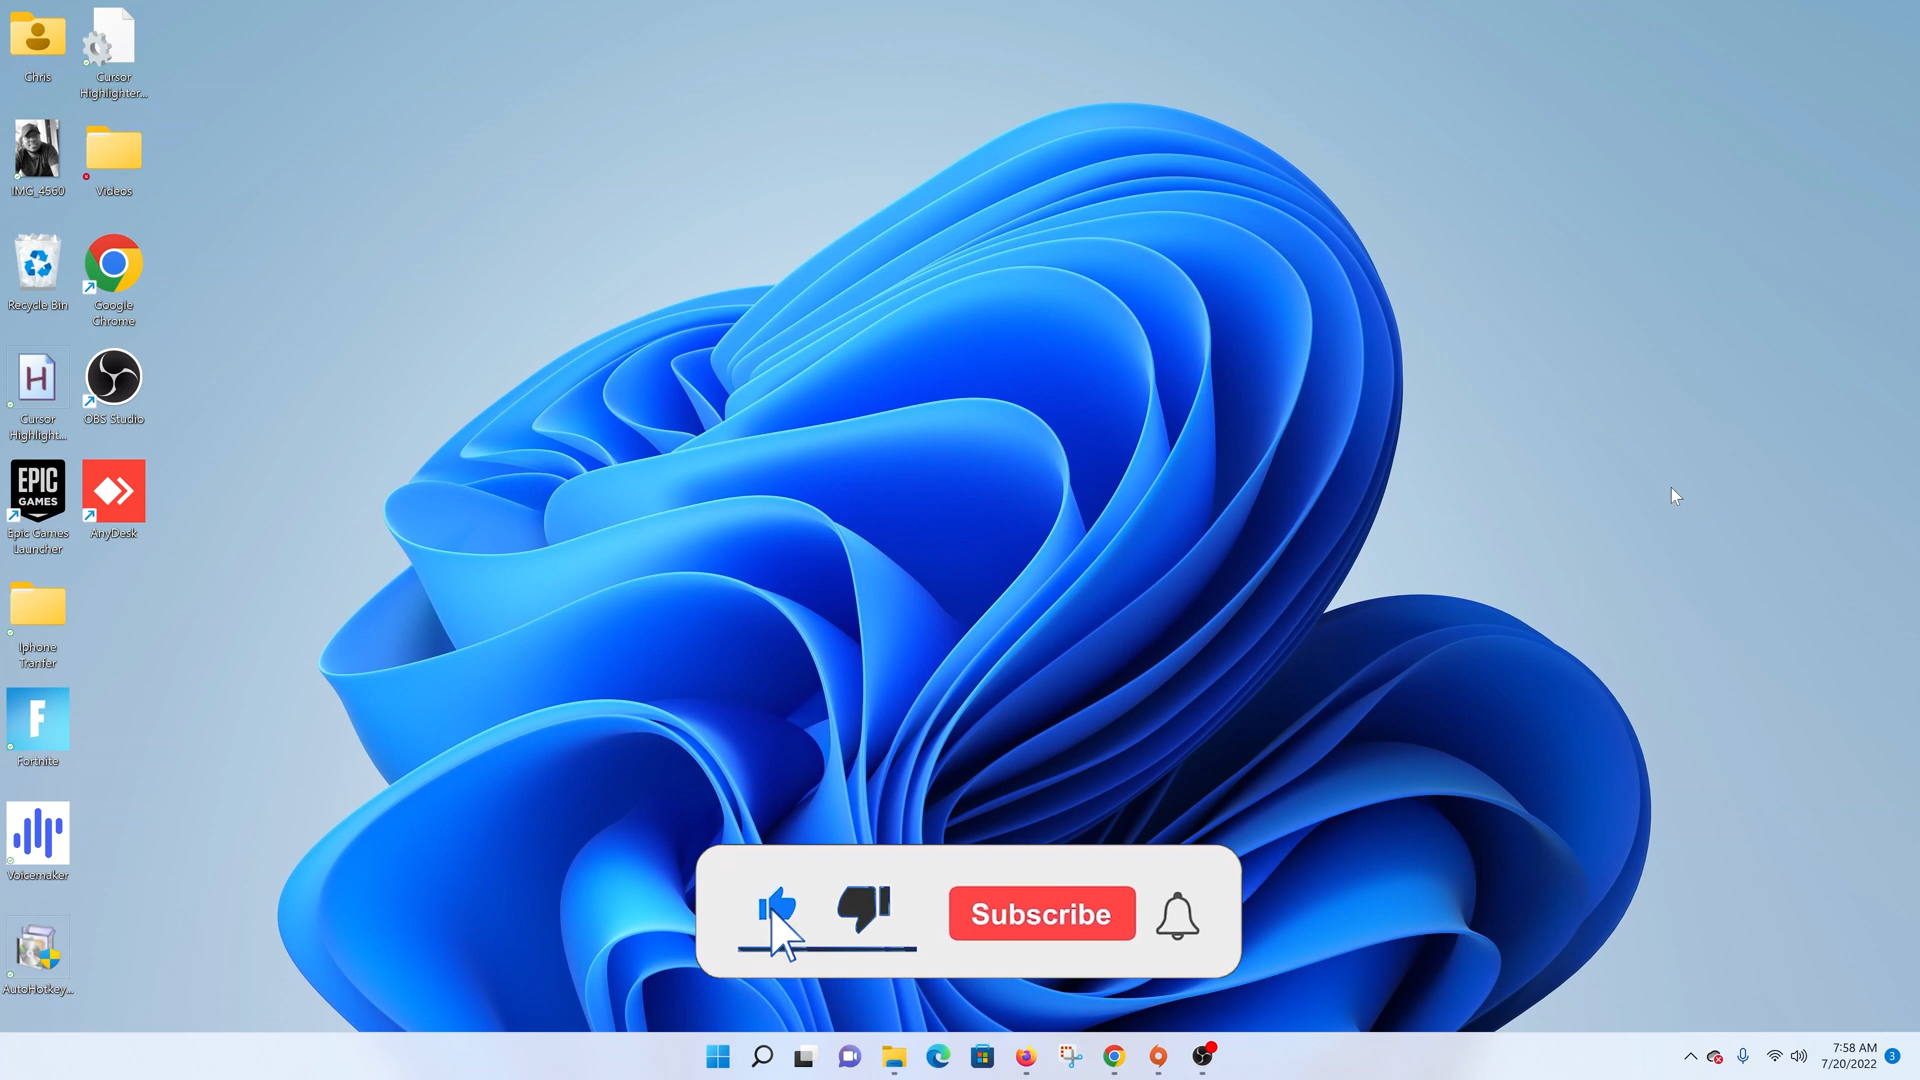 Chris
Cursor
Highlighter...
IMG_4560
Videos
Recycle Bin
Google
Chrome
H
Cursor
Highlight...
OBS Studio
EPIC
GAMES
Epic Games
Launcher
AnyDesk
Iphone
Tranfer
F
Fortnite
Voicemaker
AutoHotkey...
Subscribe
7:58 AM
7/20/2022
3